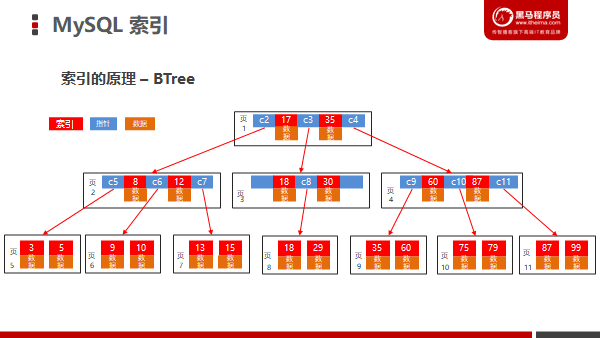 MySQL 索引
黑马程序员
www.itheima.com
传智播客旗下高端IT教育品牌
索引的原理 – BTree
索引 指针 数据
页 1 c2 17 c3 35 c4
数据 数据
页 2 c5 8 c6 12 c7
数据 数据
页 3 18 c8 30
数据 数据
页 4 c9 60 c10 87 c11
数据 数据
页 5 3 5
数据 数据
页 6 9 10
数据 数据
页 7 13 15
数据 数据
页 8 18 29
数据 数据
页 9 35 60
数据 数据
页 10 75 79
数据 数据
页 11 87 99
数据 数据